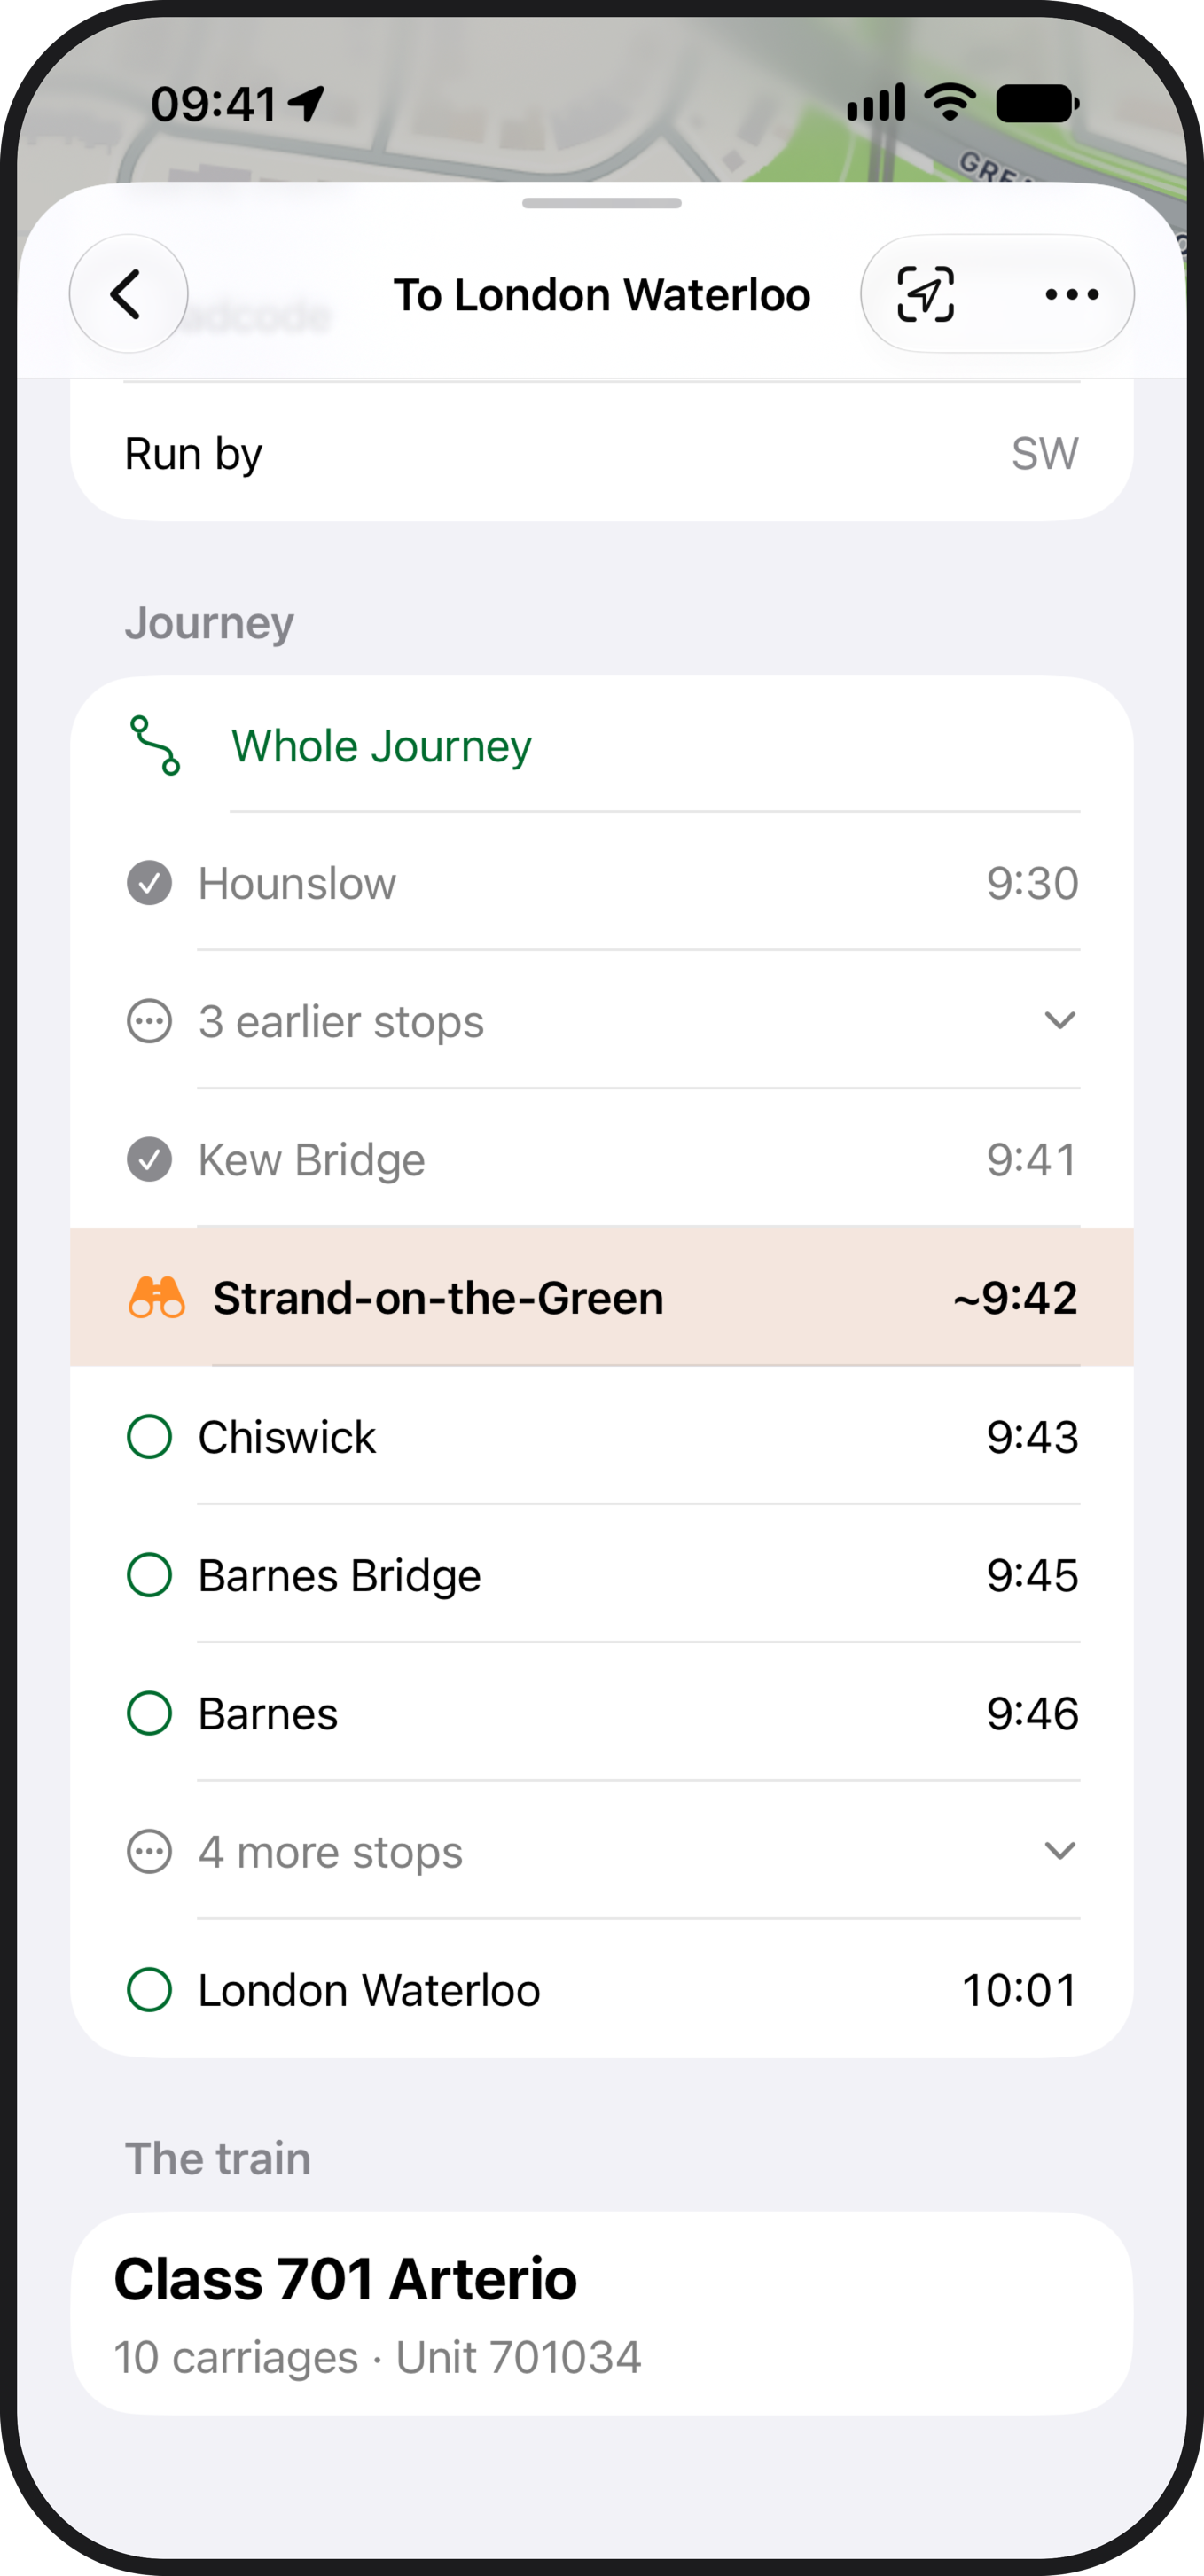 09:41
To London Waterloo
Run by SW
Journey
Whole Journey
Hounslow 9:30
3 earlier stops
Kew Bridge 9:41
Strand-on-the-Green ~9:42
Chiswick 9:43
Barnes Bridge 9:45
Barnes 9:46
4 more stops
London Waterloo 10:01
The train
Class 701 Arterio
10 carriages · Unit 701034